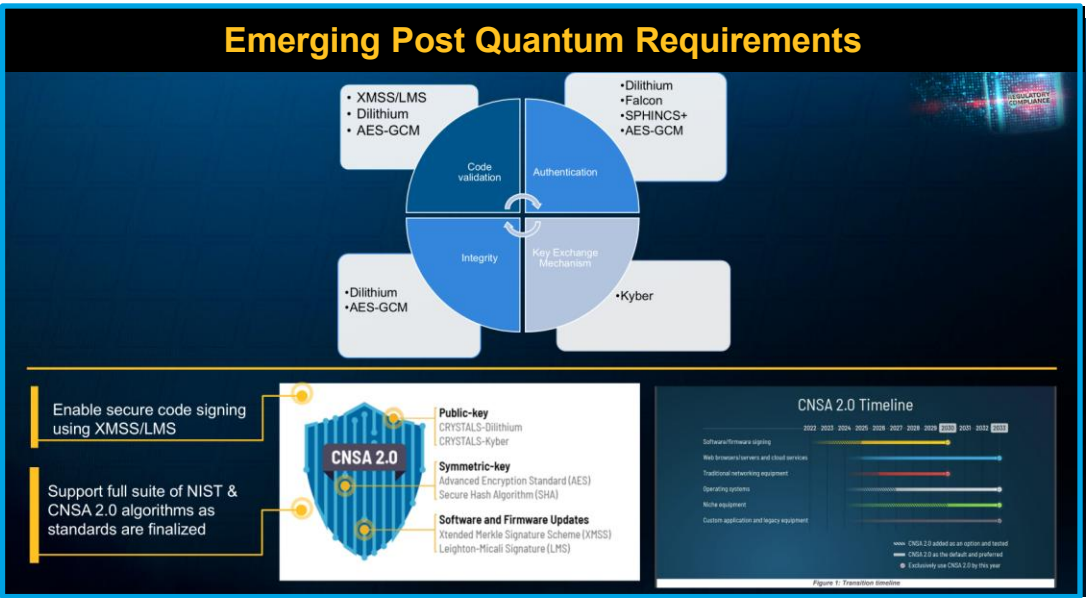 Emerging Post Quantum Requirements
REGULATORY
COMPLIANCE
• XMSS/LMS
• Dilithium
• AES-GCM
•Dilithium
•Falcon
•SPHINCS+
•AES-GCM
Code
validation
Authentication
Integrity
Key Exchange
Mechanism
•Dilithium
•AES-GCM
•Kyber
Enable secure code signing
using XMSS/LMS
Support full suite of NIST &
CNSA 2.0 algorithms as
standards are finalized
CNSA 2.0
Public-key
CRYSTALS-Dilithium
CRYSTALS-Kyber
Symmetric-key
Advanced Encryption Standard (AES)
Secure Hash Algorithm (SHA)
Software and Firmware Updates
Xtended Merkle Signature Scheme (XMSS)
Leighton-Micali Signature (LMS)
CNSA 2.0 Timeline
2022 2023 2024 2025 2026 2027 2028 2029 2030 2031 2032 2033
Software/firmware signing
Web browsers/servers and cloud services
Traditional networking equipment
Operating systems
Niche equipment
Custom application and legacy equipment
CNSA 2.0 added as an option and tested
CNSA 2.0 as the default and preferred
Exclusively use CNSA 2.0 by this year
Figure 1: Transition timeline